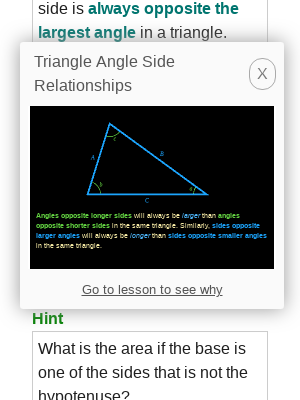 side is always opposite the
largest angle in a triangle.
Triangle Angle Side
Relationships
X
A
B
C
c
b
a
Angles opposite longer sides will always be larger than angles
opposite shorter sides in the same triangle. Similarly, sides opposite
larger angles will always be longer than sides opposite smaller angles
in the same triangle.
Go to lesson to see why
Hint
What is the area if the base is
one of the sides that is not the
hypotenuse?